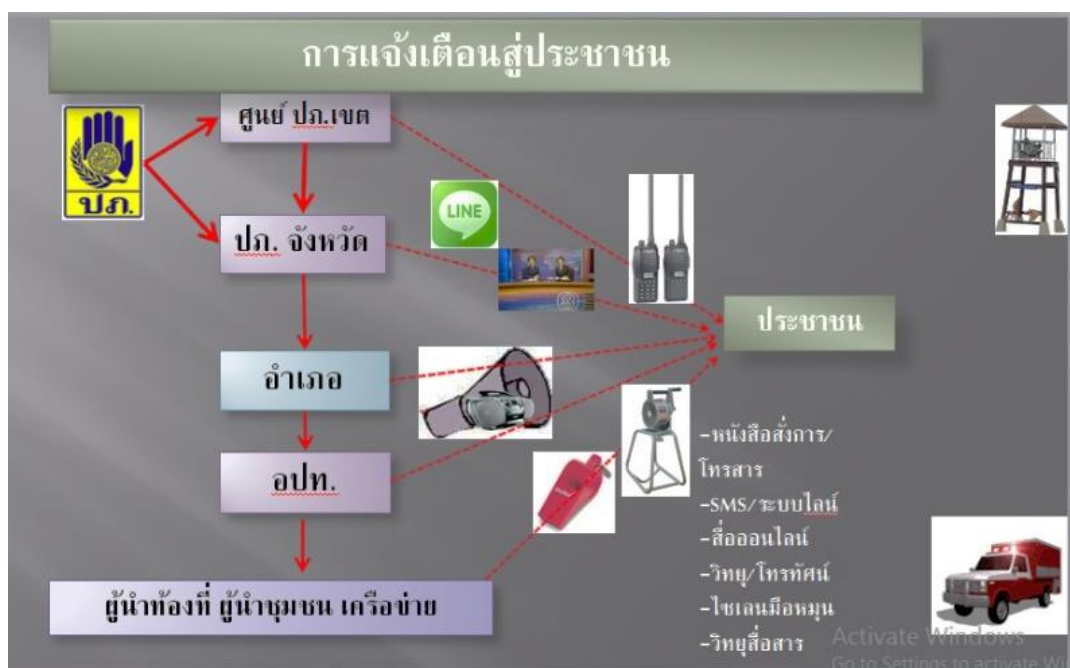 การแจ้งเตือนสู่ประชาชน
ศูนย์ ปภ.เขต
ปภ.
LINE
ปภ. จังหวัด
ประชาชน
อำเภอ
อปท.
ผู้นำท้องที่ ผู้นำชุมชน เครือข่าย
-หนังสือสั่งการ/
โทรสาร
-SMS/ระบบไลน์
-สื่อออนไลน์
-วิทยุ/โทรทัศน์
-ไซเลนมือหมุน
-วิทยุสื่อสาร
Activate Windows
Go to Settings to activate Wi